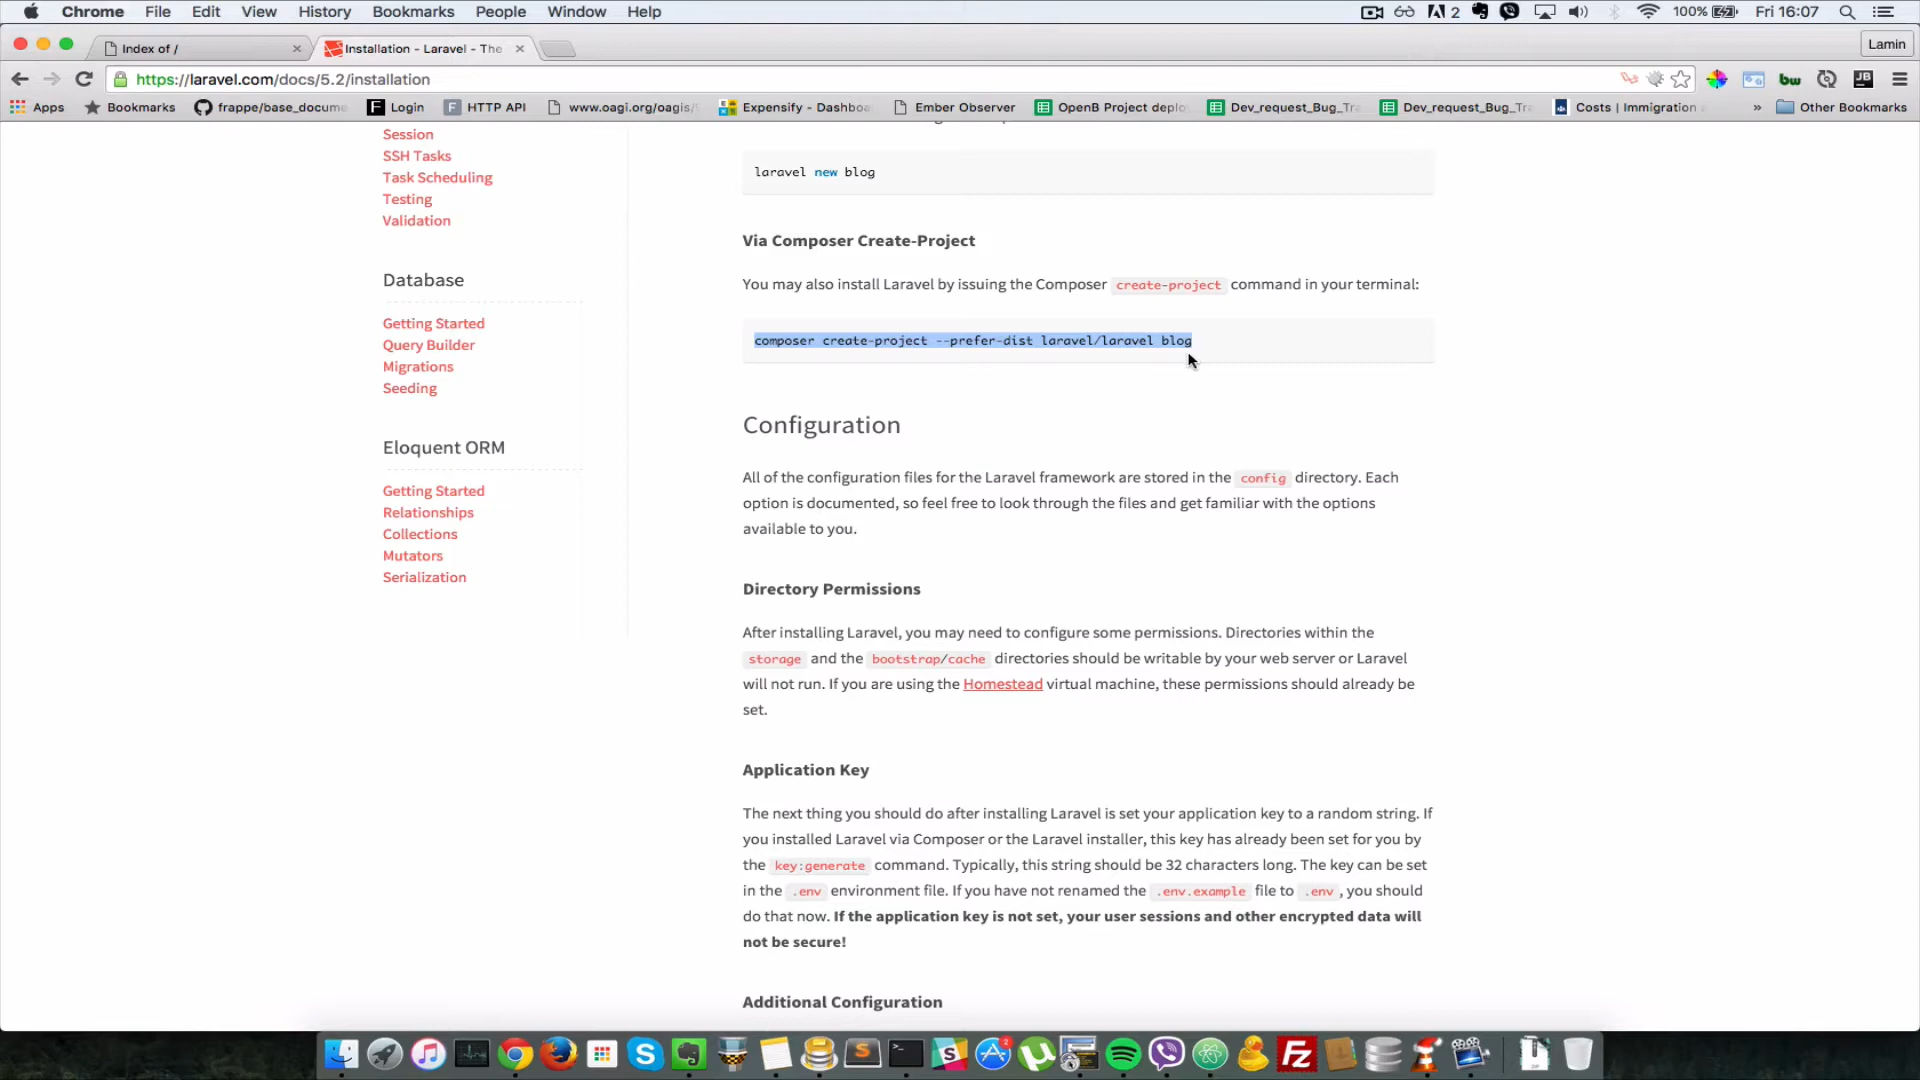 Chrome File Edit View History Bookmarks People Window Help
2
100%
Fri 16:07
Index of /
Installation - Laravel - The
Lamin
https://laravel.com/docs/5.2/installation
Apps
Bookmarks
frappe/base_docume
Login
HTTP API
www.oagi.org/oagis/
Expensify - Dashboa
Ember Observer
OpenB Project deplo
Dev_request_Bug_Tra
Dev_request_Bug_Tra
Costs | Immigration
»
Other Bookmarks
Session
SSH Tasks
Task Scheduling
Testing
Validation
Database
Getting Started
Query Builder
Migrations
Seeding
Eloquent ORM
Getting Started
Relationships
Collections
Mutators
Serialization
laravel new blog
Via Composer Create-Project
You may also install Laravel by issuing the Composer create-project command in your terminal:
composer create-project --prefer-dist laravel/laravel blog
Configuration
All of the configuration files for the Laravel framework are stored in the config directory. Each
option is documented, so feel free to look through the files and get familiar with the options
available to you.
Directory Permissions
After installing Laravel, you may need to configure some permissions. Directories within the
storage and the bootstrap/cache directories should be writable by your web server or Laravel
will not run. If you are using the Homestead virtual machine, these permissions should already be
set.
Application Key
The next thing you should do after installing Laravel is set your application key to a random string. If
you installed Laravel via Composer or the Laravel installer, this key has already been set for you by
the key:generate command. Typically, this string should be 32 characters long. The key can be set
in the .env environment file. If you have not renamed the .env.example file to .env, you should
do that now. If the application key is not set, your user sessions and other encrypted data will
not be secure!
Additional Configuration